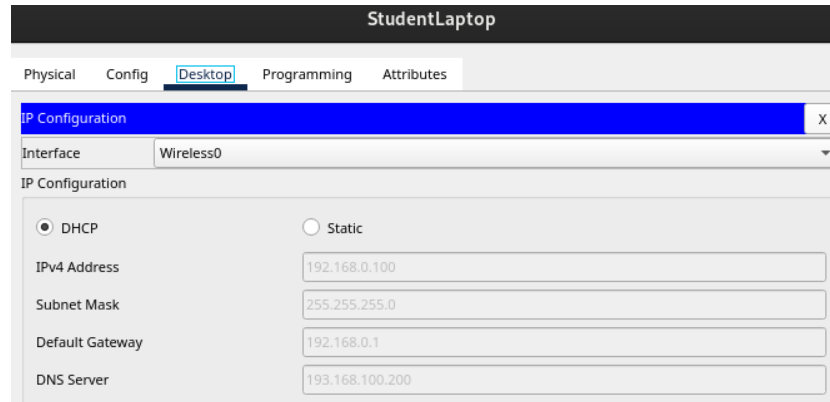 StudentLaptop
Physical Config Desktop Programming Attributes
IP Configuration X
Interface Wireless0
IP Configuration
DHCP Static
IPv4 Address 192.168.0.100
Subnet Mask 255.255.255.0
Default Gateway 192.168.0.1
DNS Server 193.168.100.200